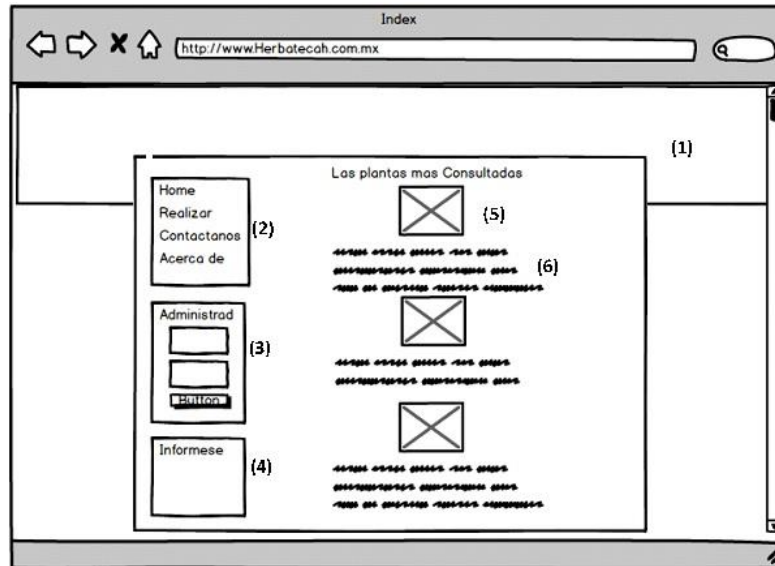 Index
http://www.Herbatecah.com.mx
(1)
Las plantas mas Consultadas
Home
Realizar
Contactanos
Acerca de
(2)
(5)
(6)
Administrad
(3)
Button
Informese
(4)